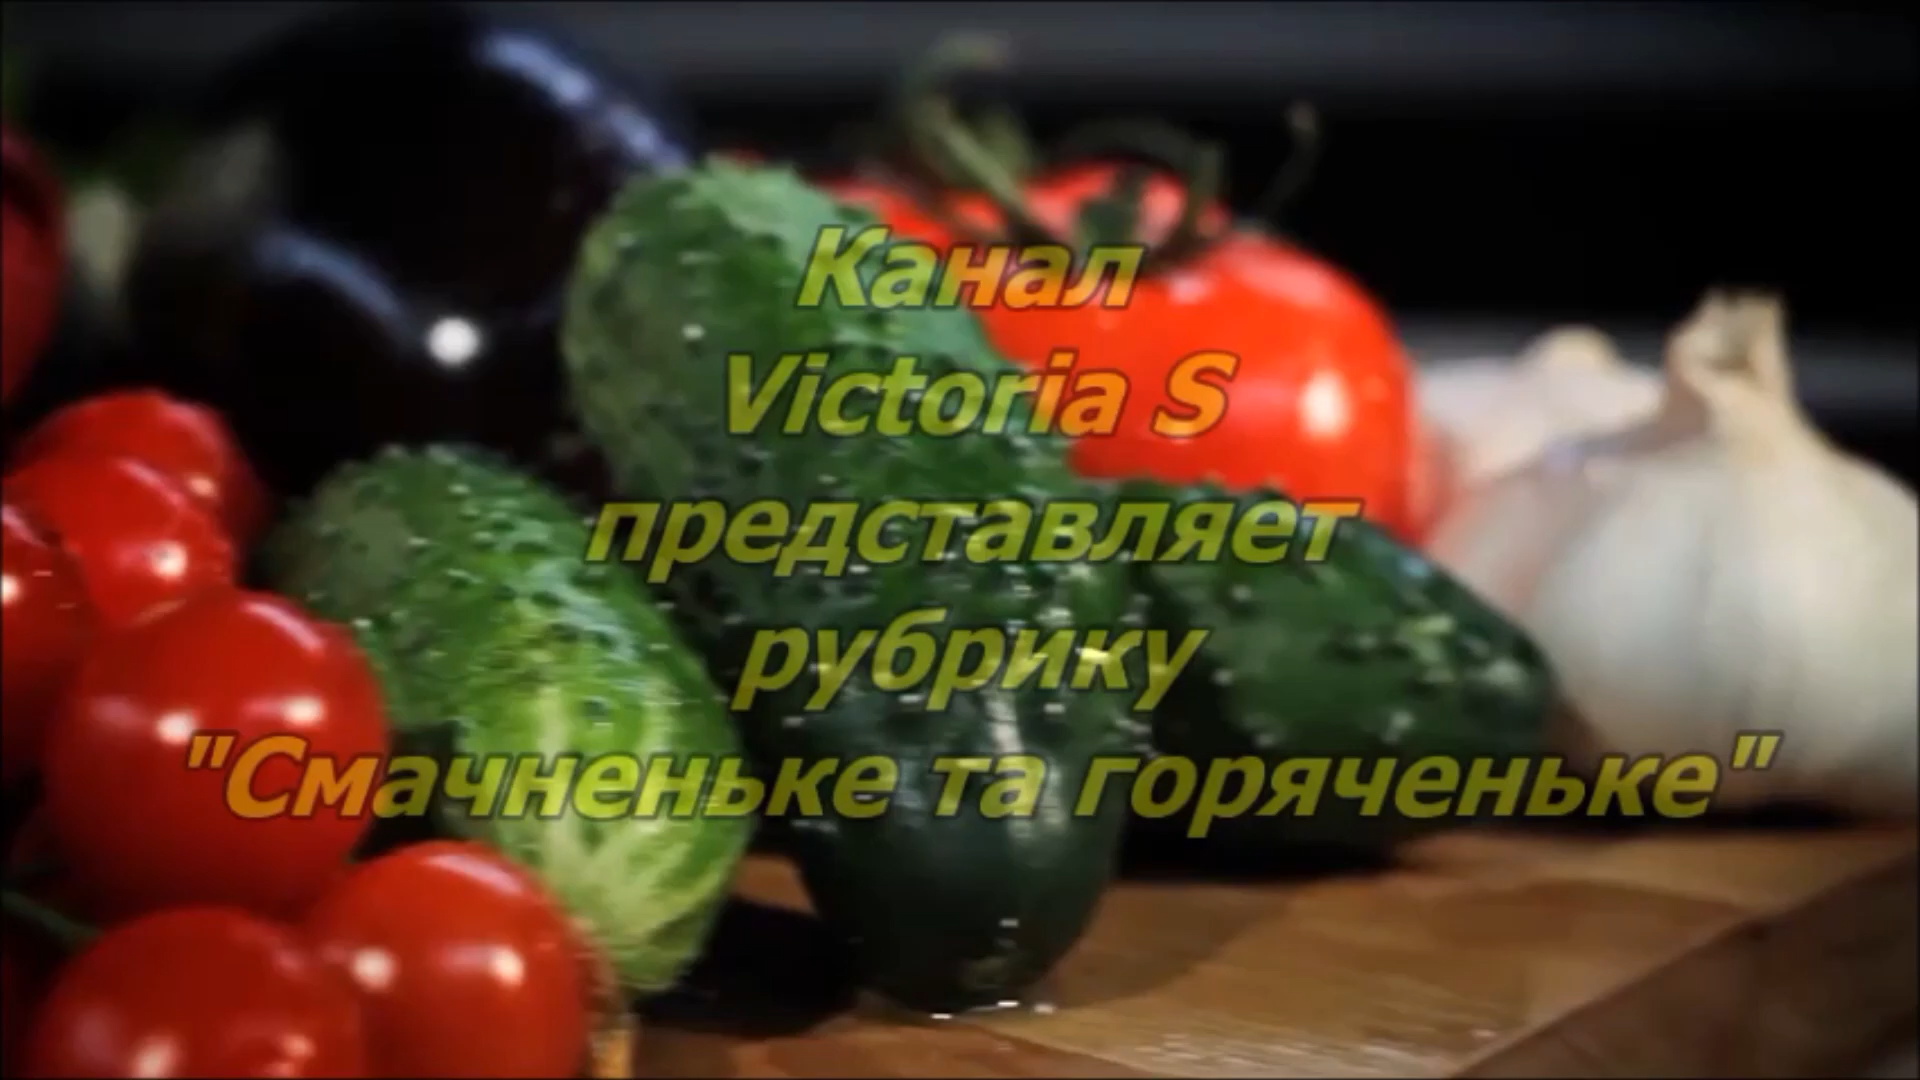 Канал
Victoria S
представляет
рубрику
"Смачненьке та горяченьке"